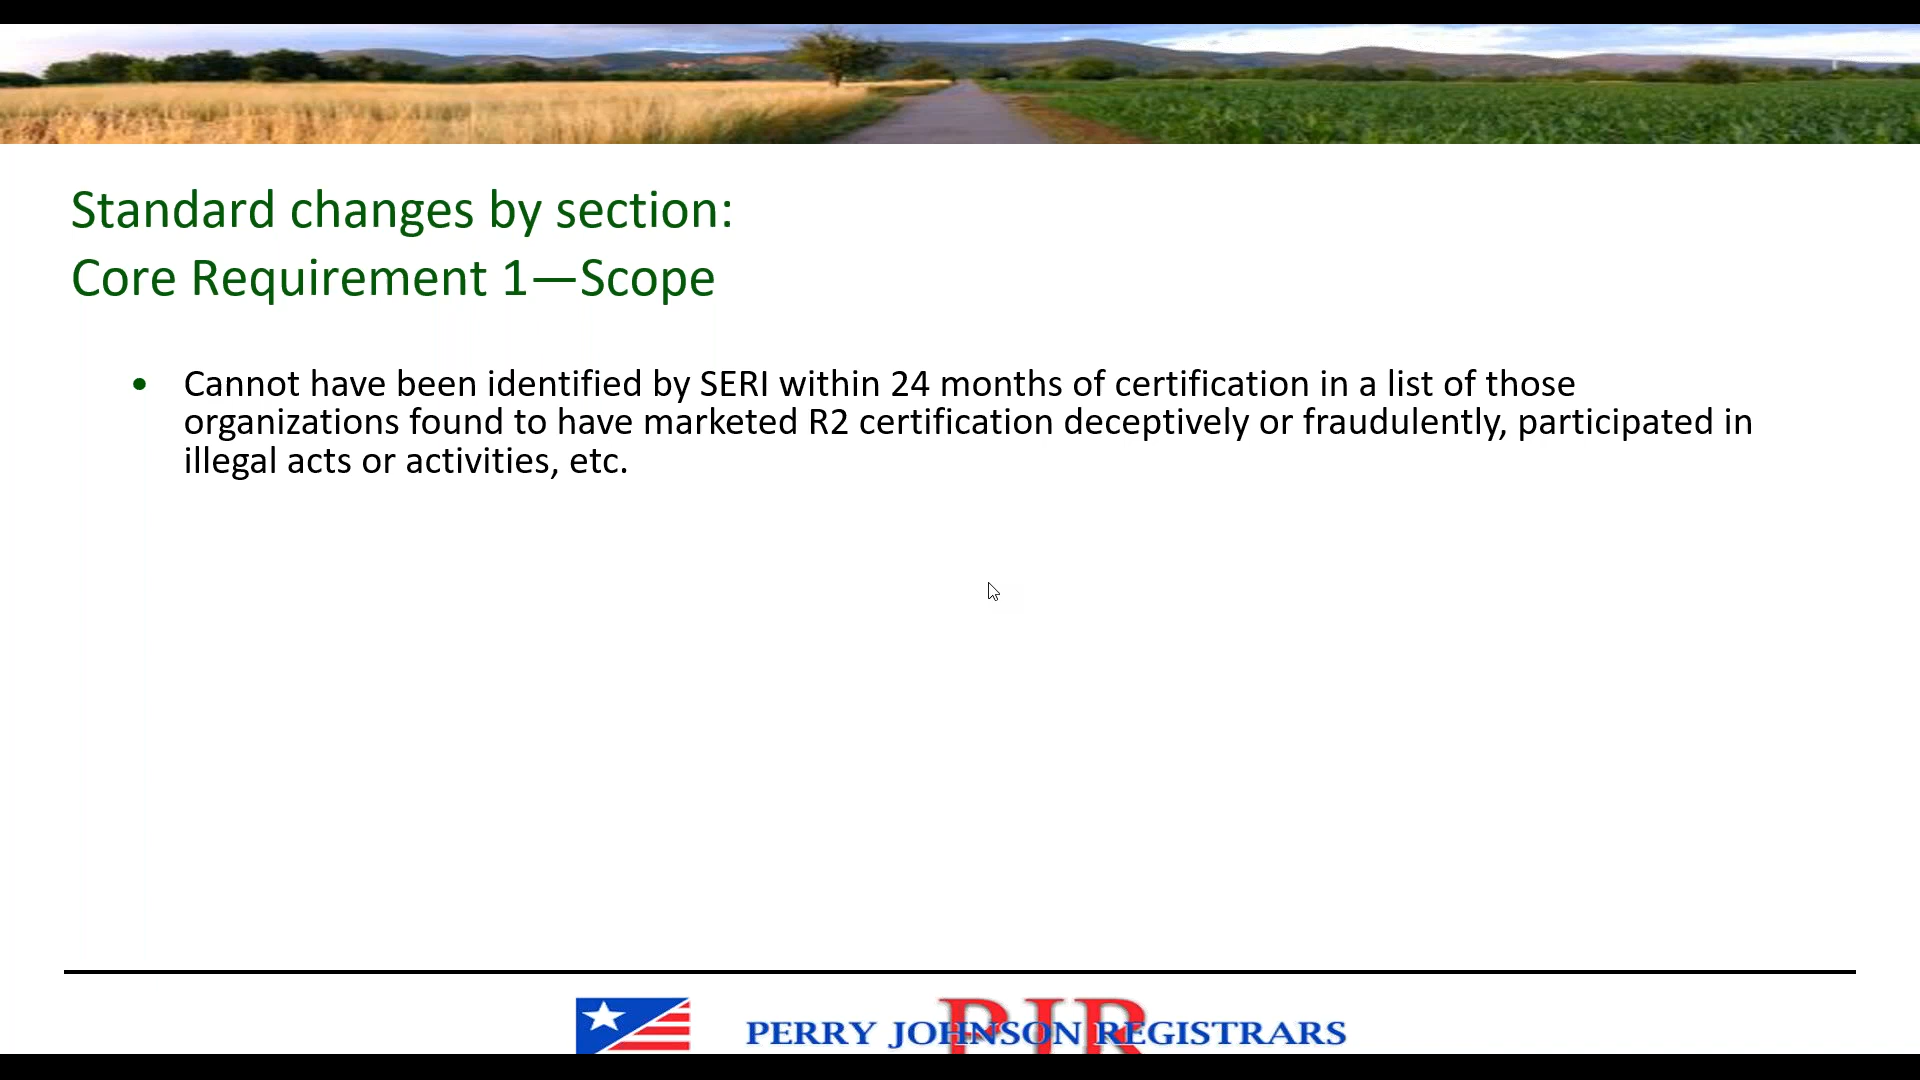 Standard changes by section:
Core Requirement 1—Scope
• Cannot have been identified by SERI within 24 months of certification in a list of those
organizations found to have marketed R2 certification deceptively or fraudulently, participated in
illegal acts or activities, etc.
PJR
PERRY JOHNSON REGISTRARS